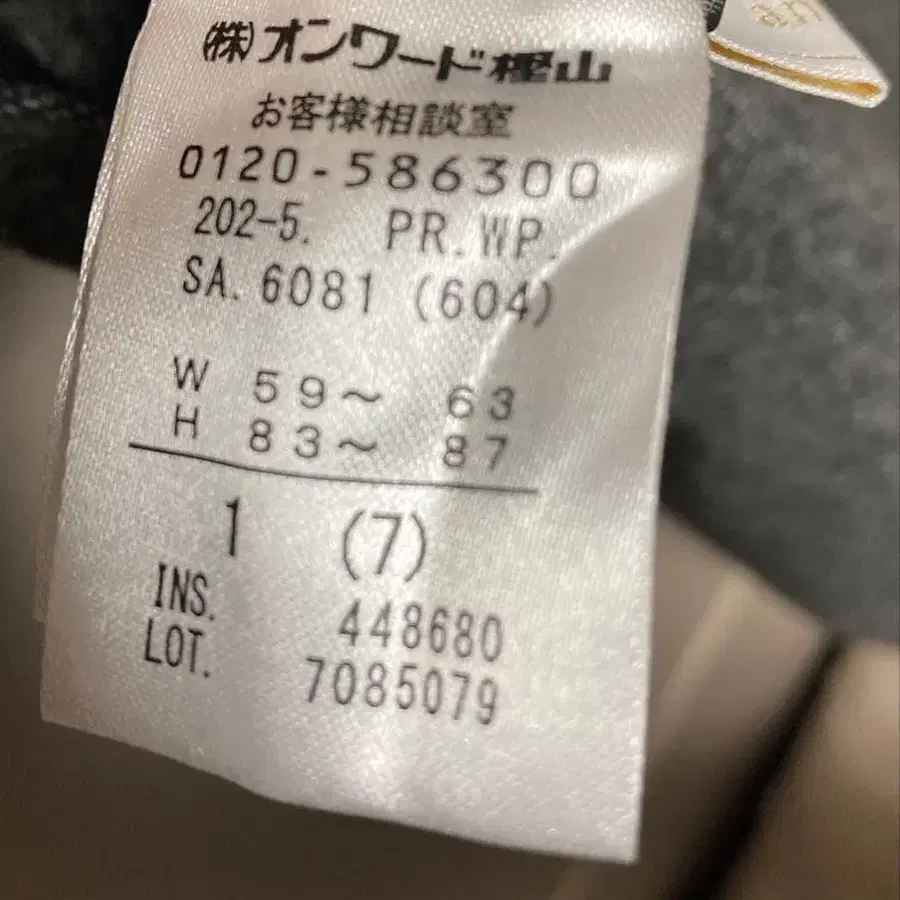 (株)オンワード樫山
お客様相談室
0120-586300
202-5. PR.WP.
SA.6081 (604)
W 59〜 63
H 83〜 87
1 (7)
INS. 448680
LOT. 7085079